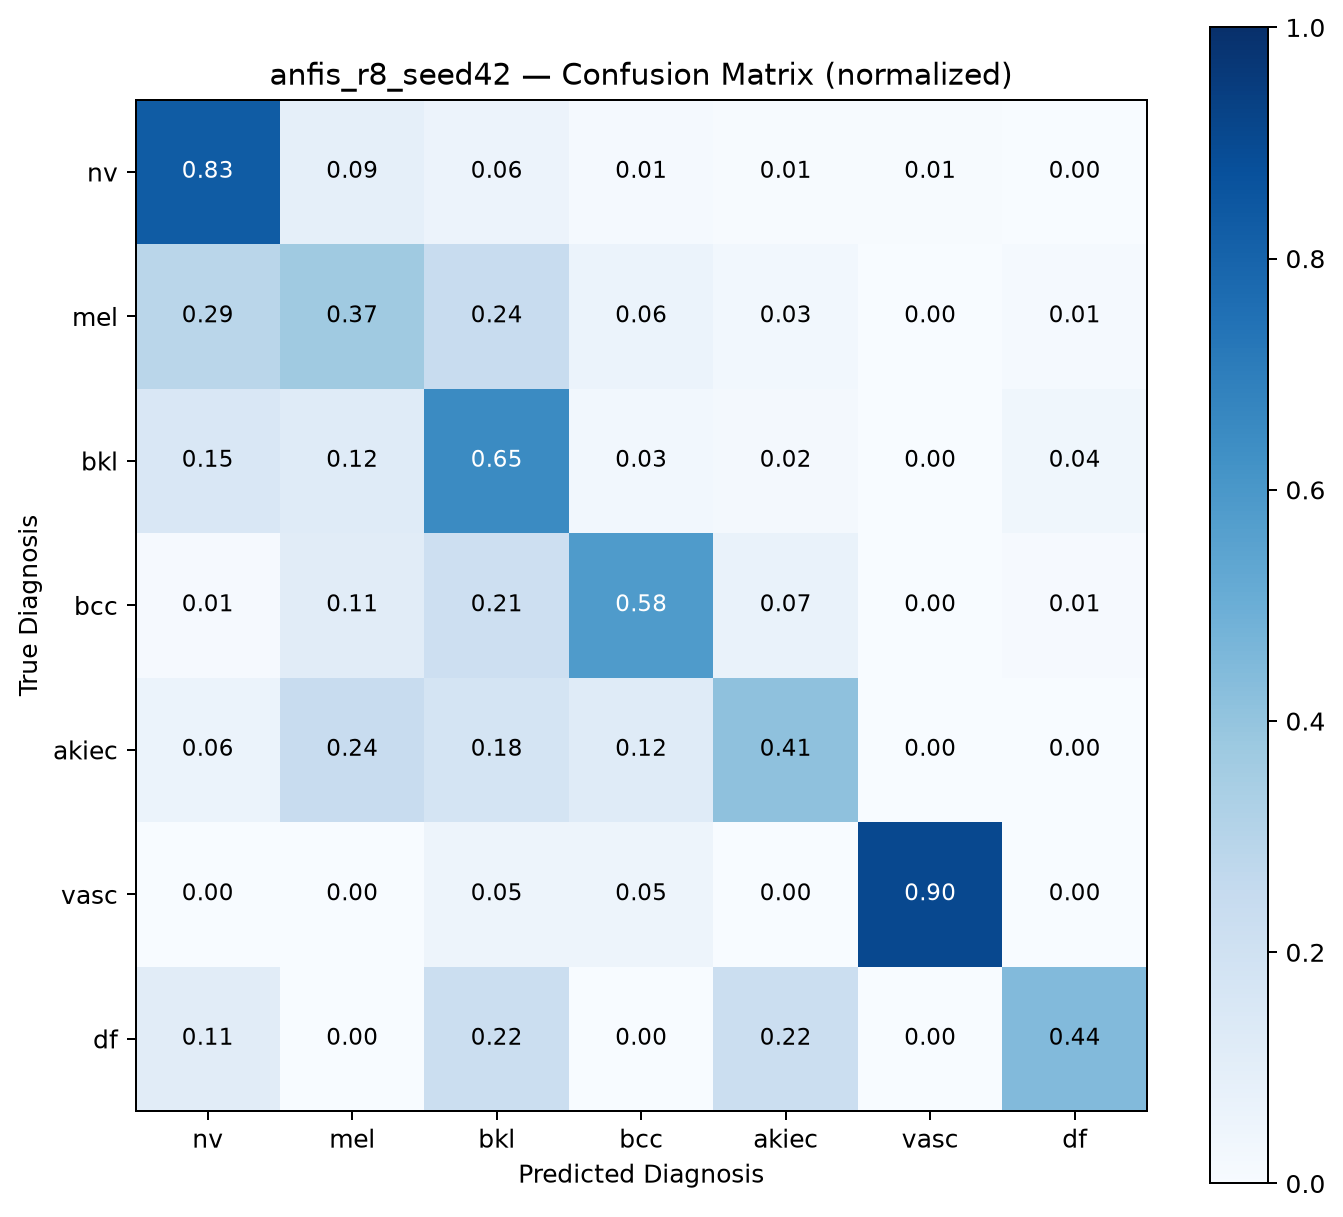 anfis_r8_seed42 — Confusion Matrix (normalized)
1.0
0.8
0.6
0.4
0.2
0.0
True Diagnosis
nv 0.83 0.09 0.06 0.01 0.01 0.01 0.00
mel 0.29 0.37 0.24 0.06 0.03 0.00 0.01
bkl 0.15 0.12 0.65 0.03 0.02 0.00 0.04
bcc 0.01 0.11 0.21 0.58 0.07 0.00 0.01
akiec 0.06 0.24 0.18 0.12 0.41 0.00 0.00
vasc 0.00 0.00 0.05 0.05 0.00 0.90 0.00
df 0.11 0.00 0.22 0.00 0.22 0.00 0.44
nv mel bkl bcc akiec vasc df
Predicted Diagnosis